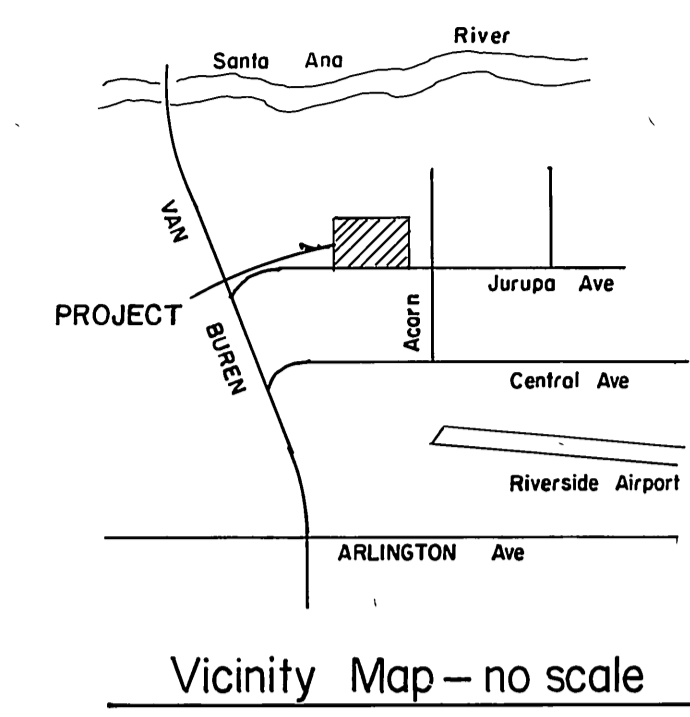 River
Santa Ana
VAN
Jurupa Ave
PROJECT
Acorn
BUREN
Central Ave
Riverside Airport
ARLINGTON Ave
Vicinity Map – no scale